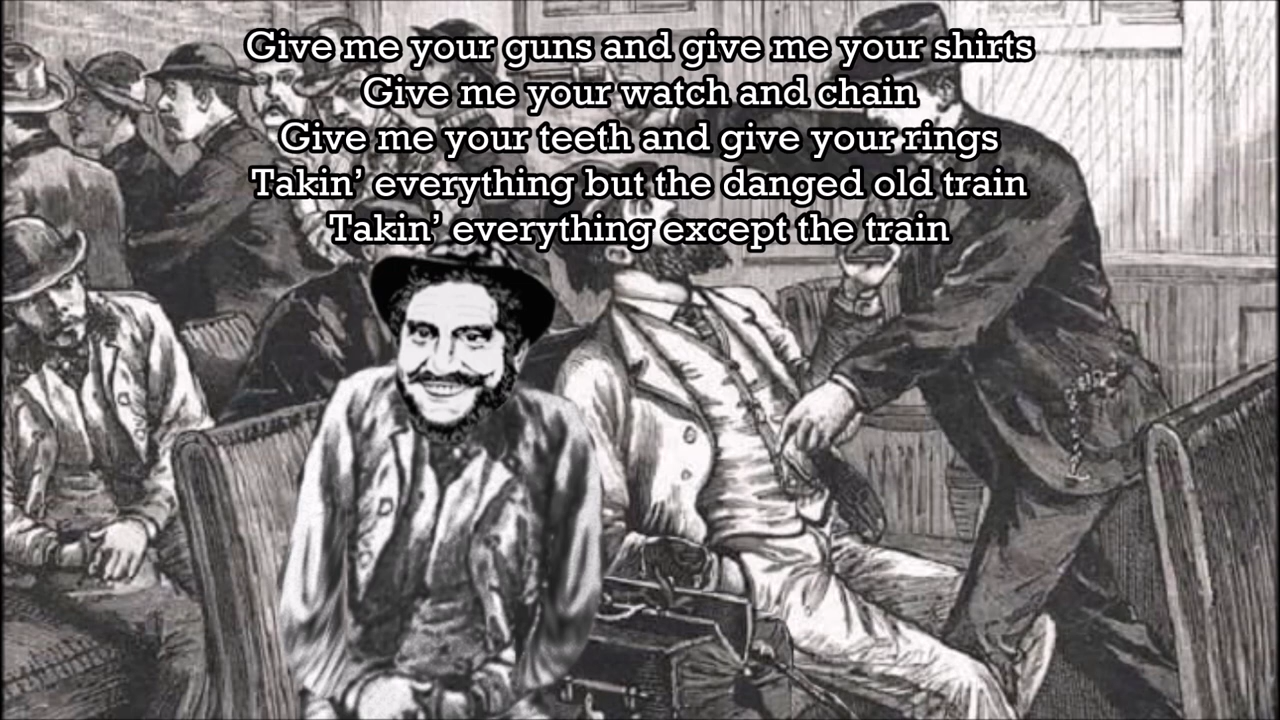 Give me your guns and give me your shirts
Give me your watch and chain
Give me your teeth and give your rings
Takin’ everything but the danged old train
Takin’ everything except the train